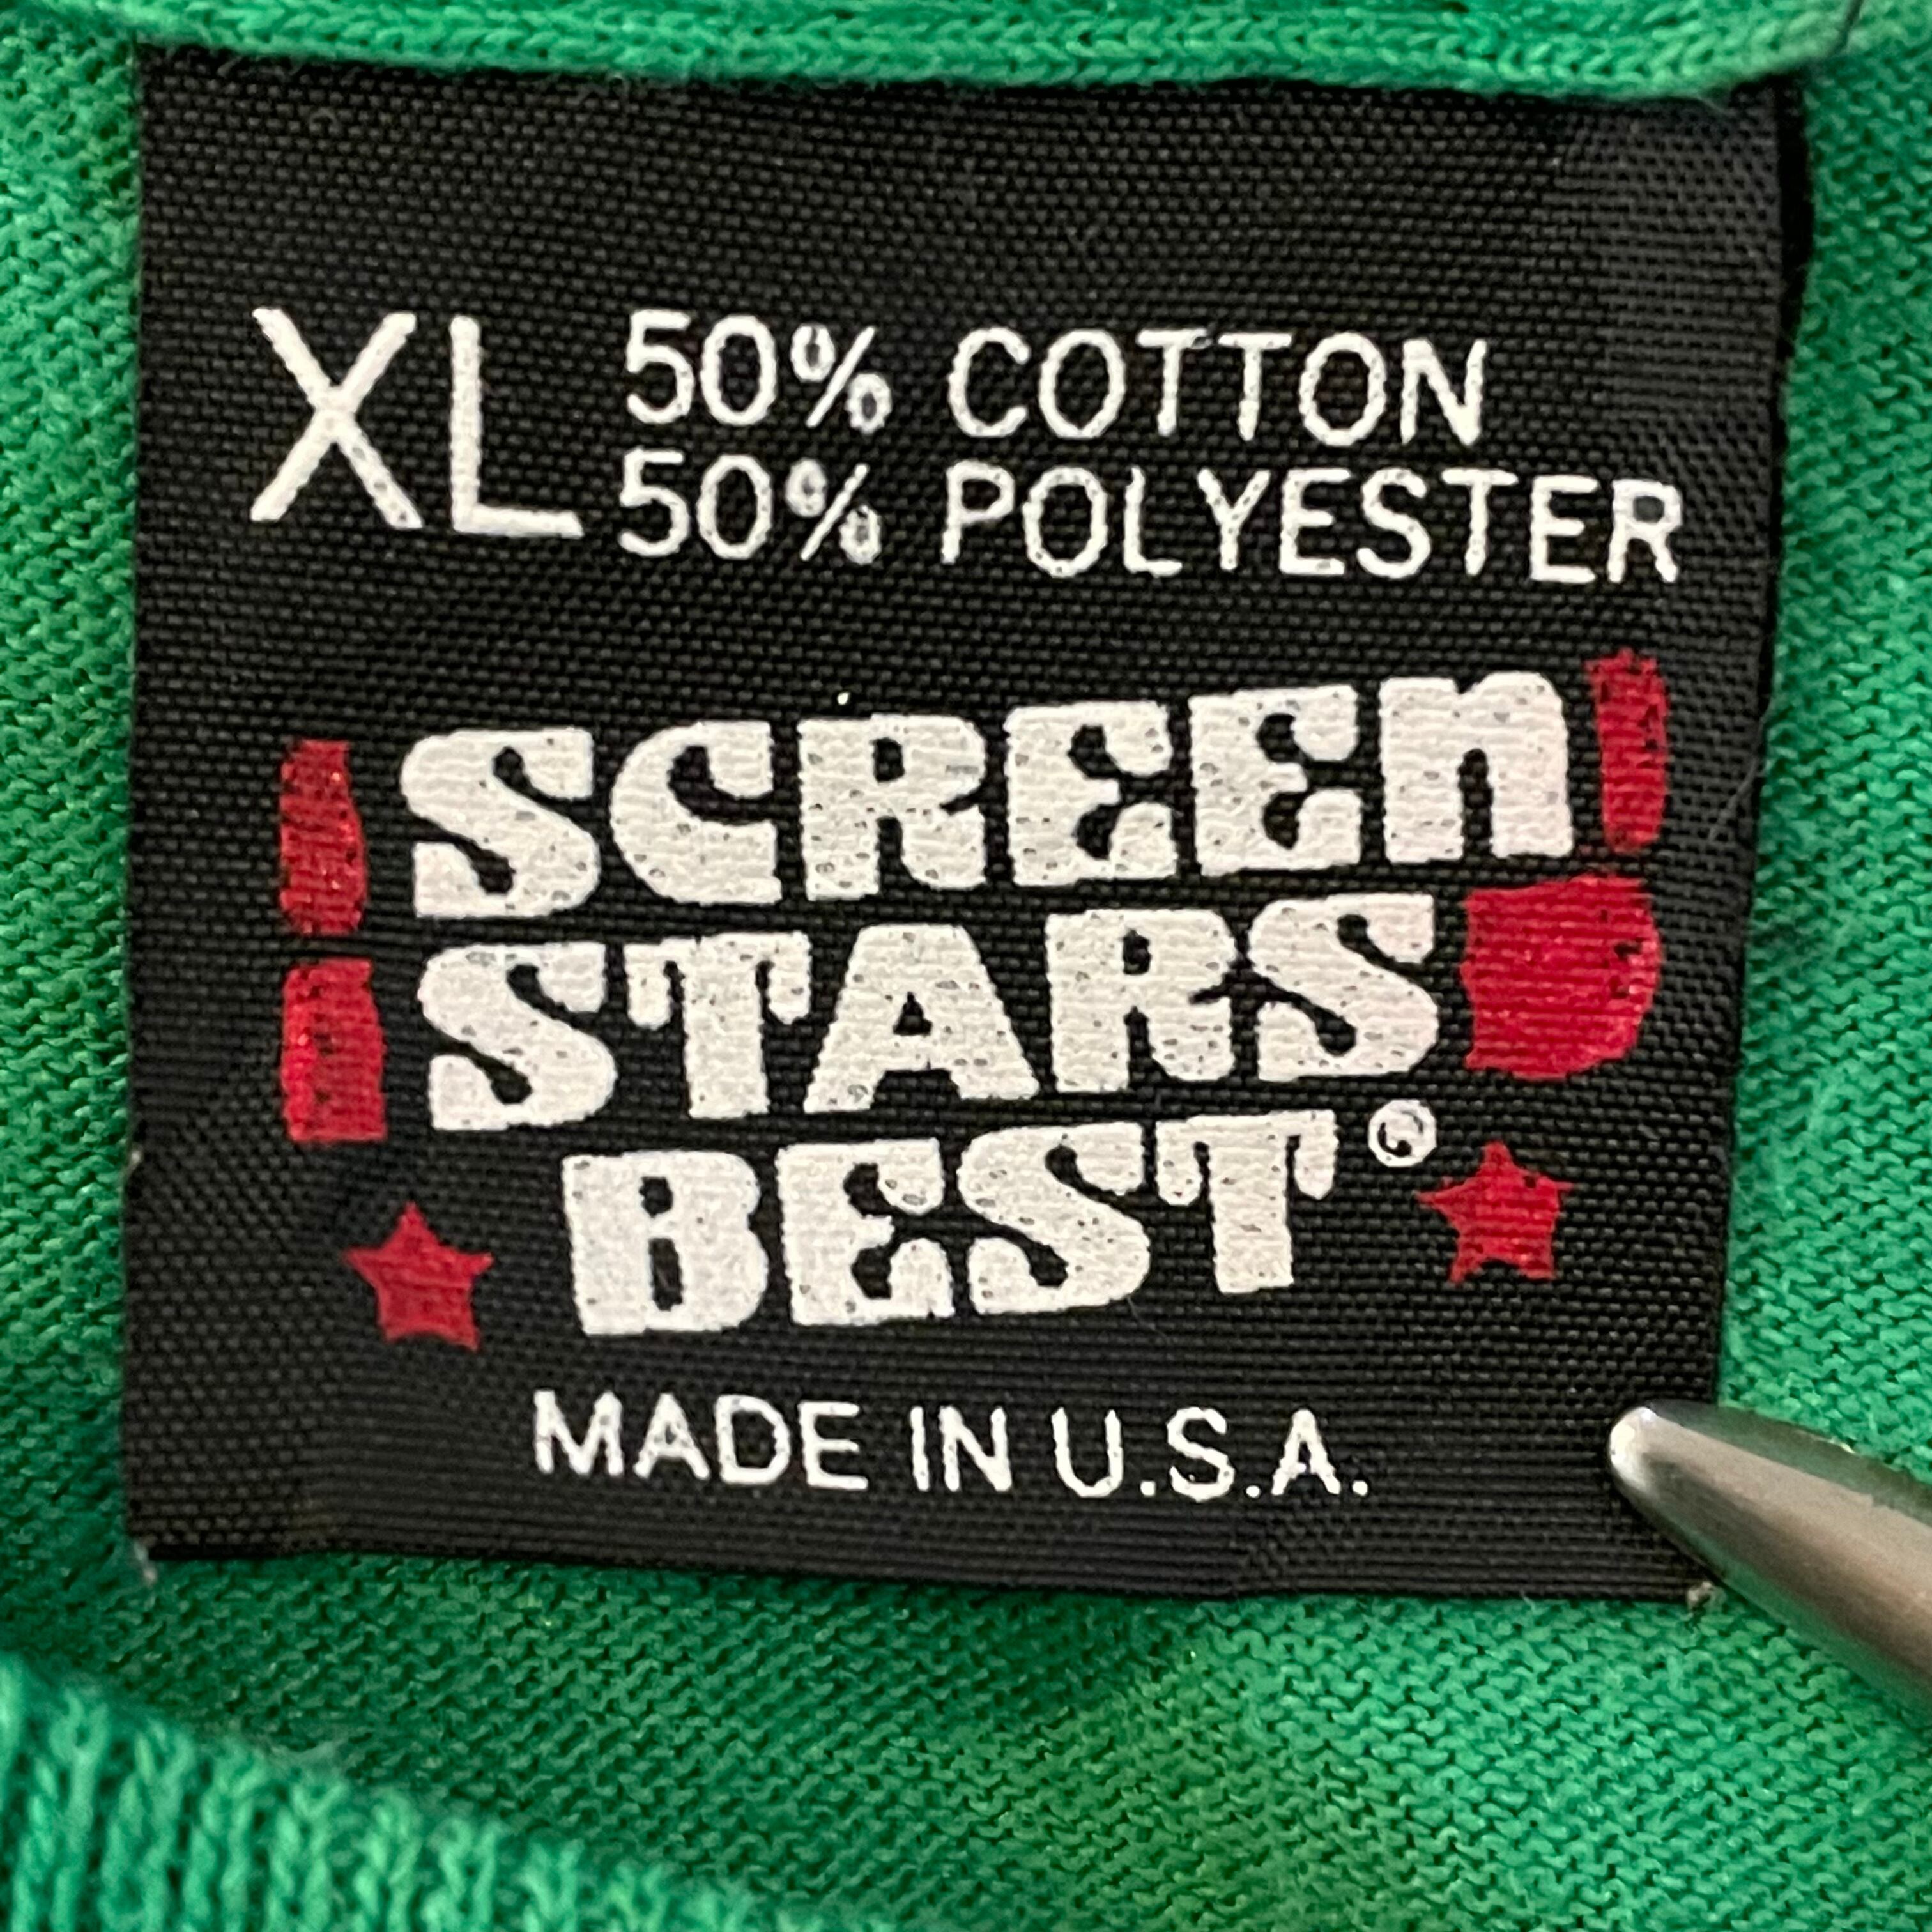 XL 50% COTTON
50% POLYESTER
SCREEN
STARS
BEST®
MADE IN U.S.A.